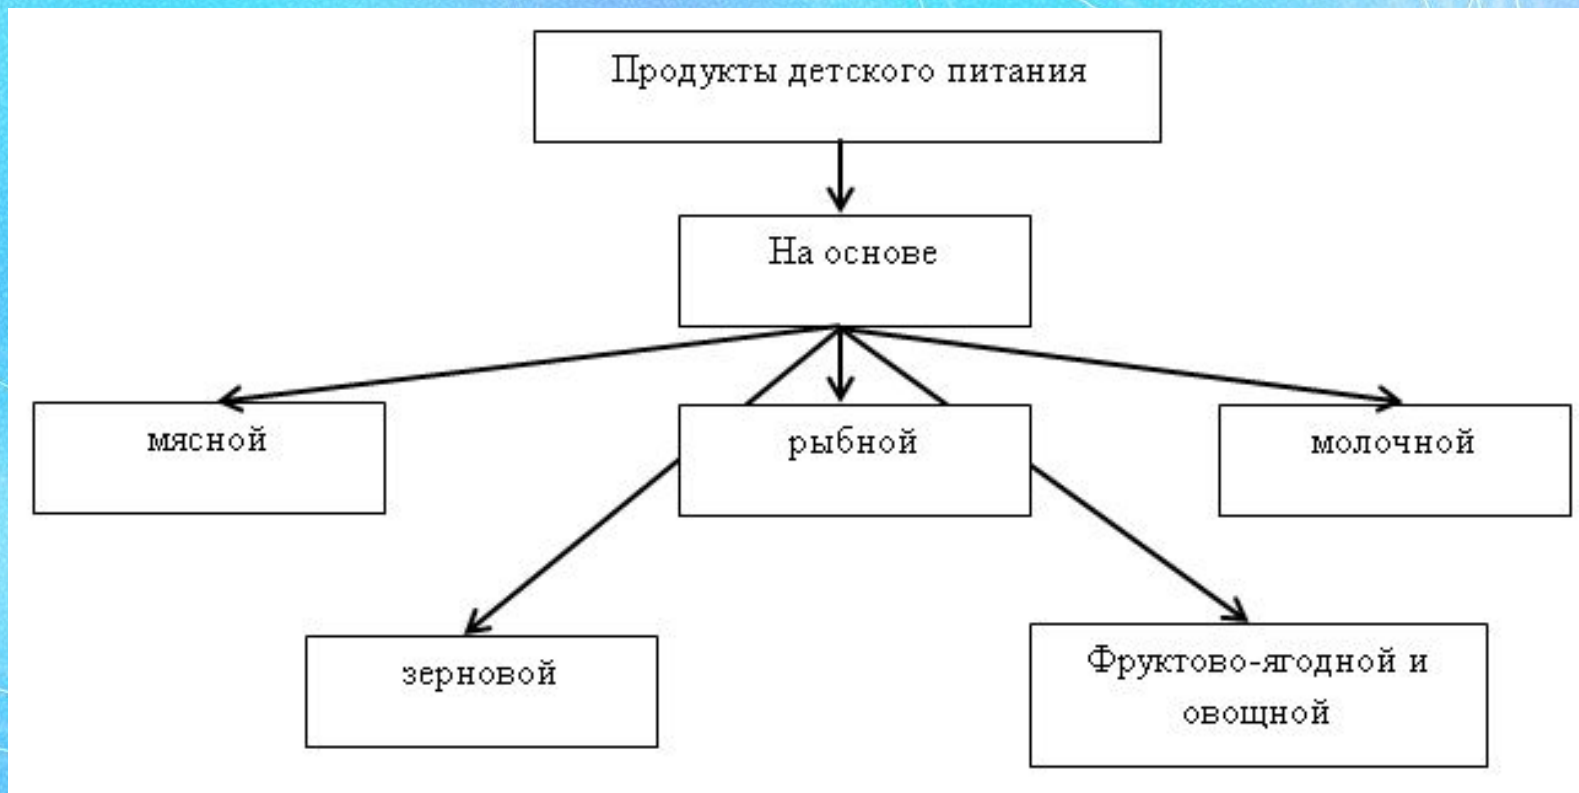 Продукты детского питания
На основе
мясной
рыбной
молочной
зерновой
Фруктово-ягодной и
овощной